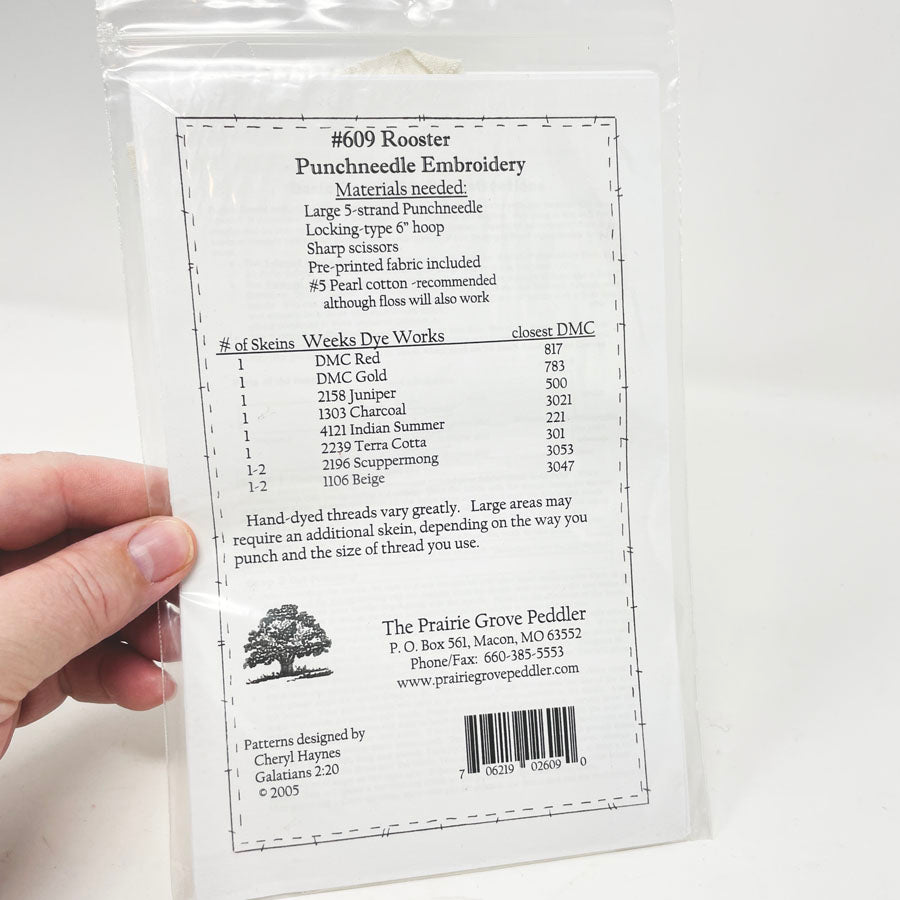 #609 Rooster
Punchneedle Embroidery
Materials needed:
Large 5-strand Punchneedle
Locking-type 6" hoop
Sharp scissors
Pre-printed fabric included
#5 Pearl cotton -recommended
although floss will also work
# of Skeins Weeks Dye Works closest DMC
1 DMC Red 817
1 DMC Gold 783
1 2158 Juniper 500
1 1303 Charcoal 3021
1 4121 Indian Summer 221
1 2239 Terra Cotta 301
1-2 2196 Scuppermong 3053
1-2 1106 Beige 3047
Hand-dyed threads vary greatly. Large areas may
require an additional skein, depending on the way you
punch and the size of thread you use.
The Prairie Grove Peddler
P. O. Box 561, Macon, MO 63552
Phone/Fax: 660-385-5553
www.prairiegrovepeddler.com
Patterns designed by
Cheryl Haynes
Galatians 2:20
© 2005
7 06219 02609 0